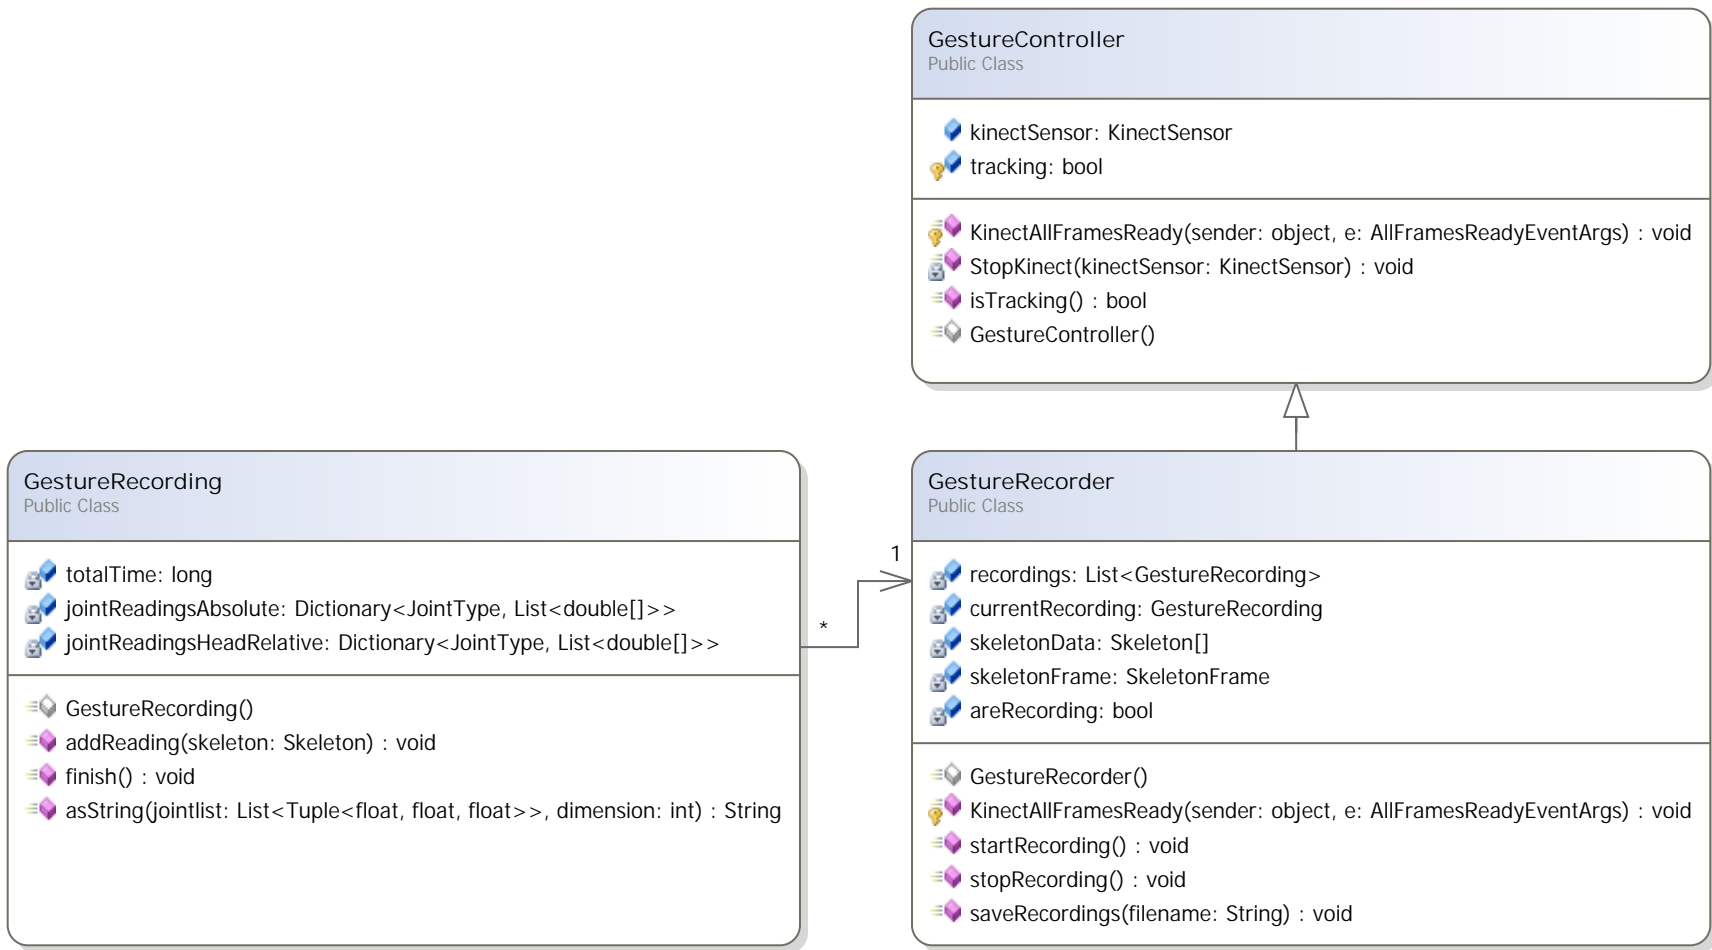 GestureController
Public Class
kinectSensor: KinectSensor
tracking: bool
KinectAllFramesReady(sender: object, e: AllFramesReadyEventArgs) : void
StopKinect(kinectSensor: KinectSensor) : void
isTracking() : bool
GestureController()
GestureRecording
Public Class
totalTime: long
jointReadingsAbsolute: Dictionary<JointType, List<double[]>>
jointReadingsHeadRelative: Dictionary<JointType, List<double[]>>
GestureRecording()
addReading(skeleton: Skeleton) : void
finish() : void
asString(jointlist: List<Tuple<float, float, float>>, dimension: int) : String
*
1
GestureRecorder
Public Class
recordings: List<GestureRecording>
currentRecording: GestureRecording
skeletonData: Skeleton[]
skeletonFrame: SkeletonFrame
areRecording: bool
GestureRecorder()
KinectAllFramesReady(sender: object, e: AllFramesReadyEventArgs) : void
startRecording() : void
stopRecording() : void
saveRecordings(filename: String) : void